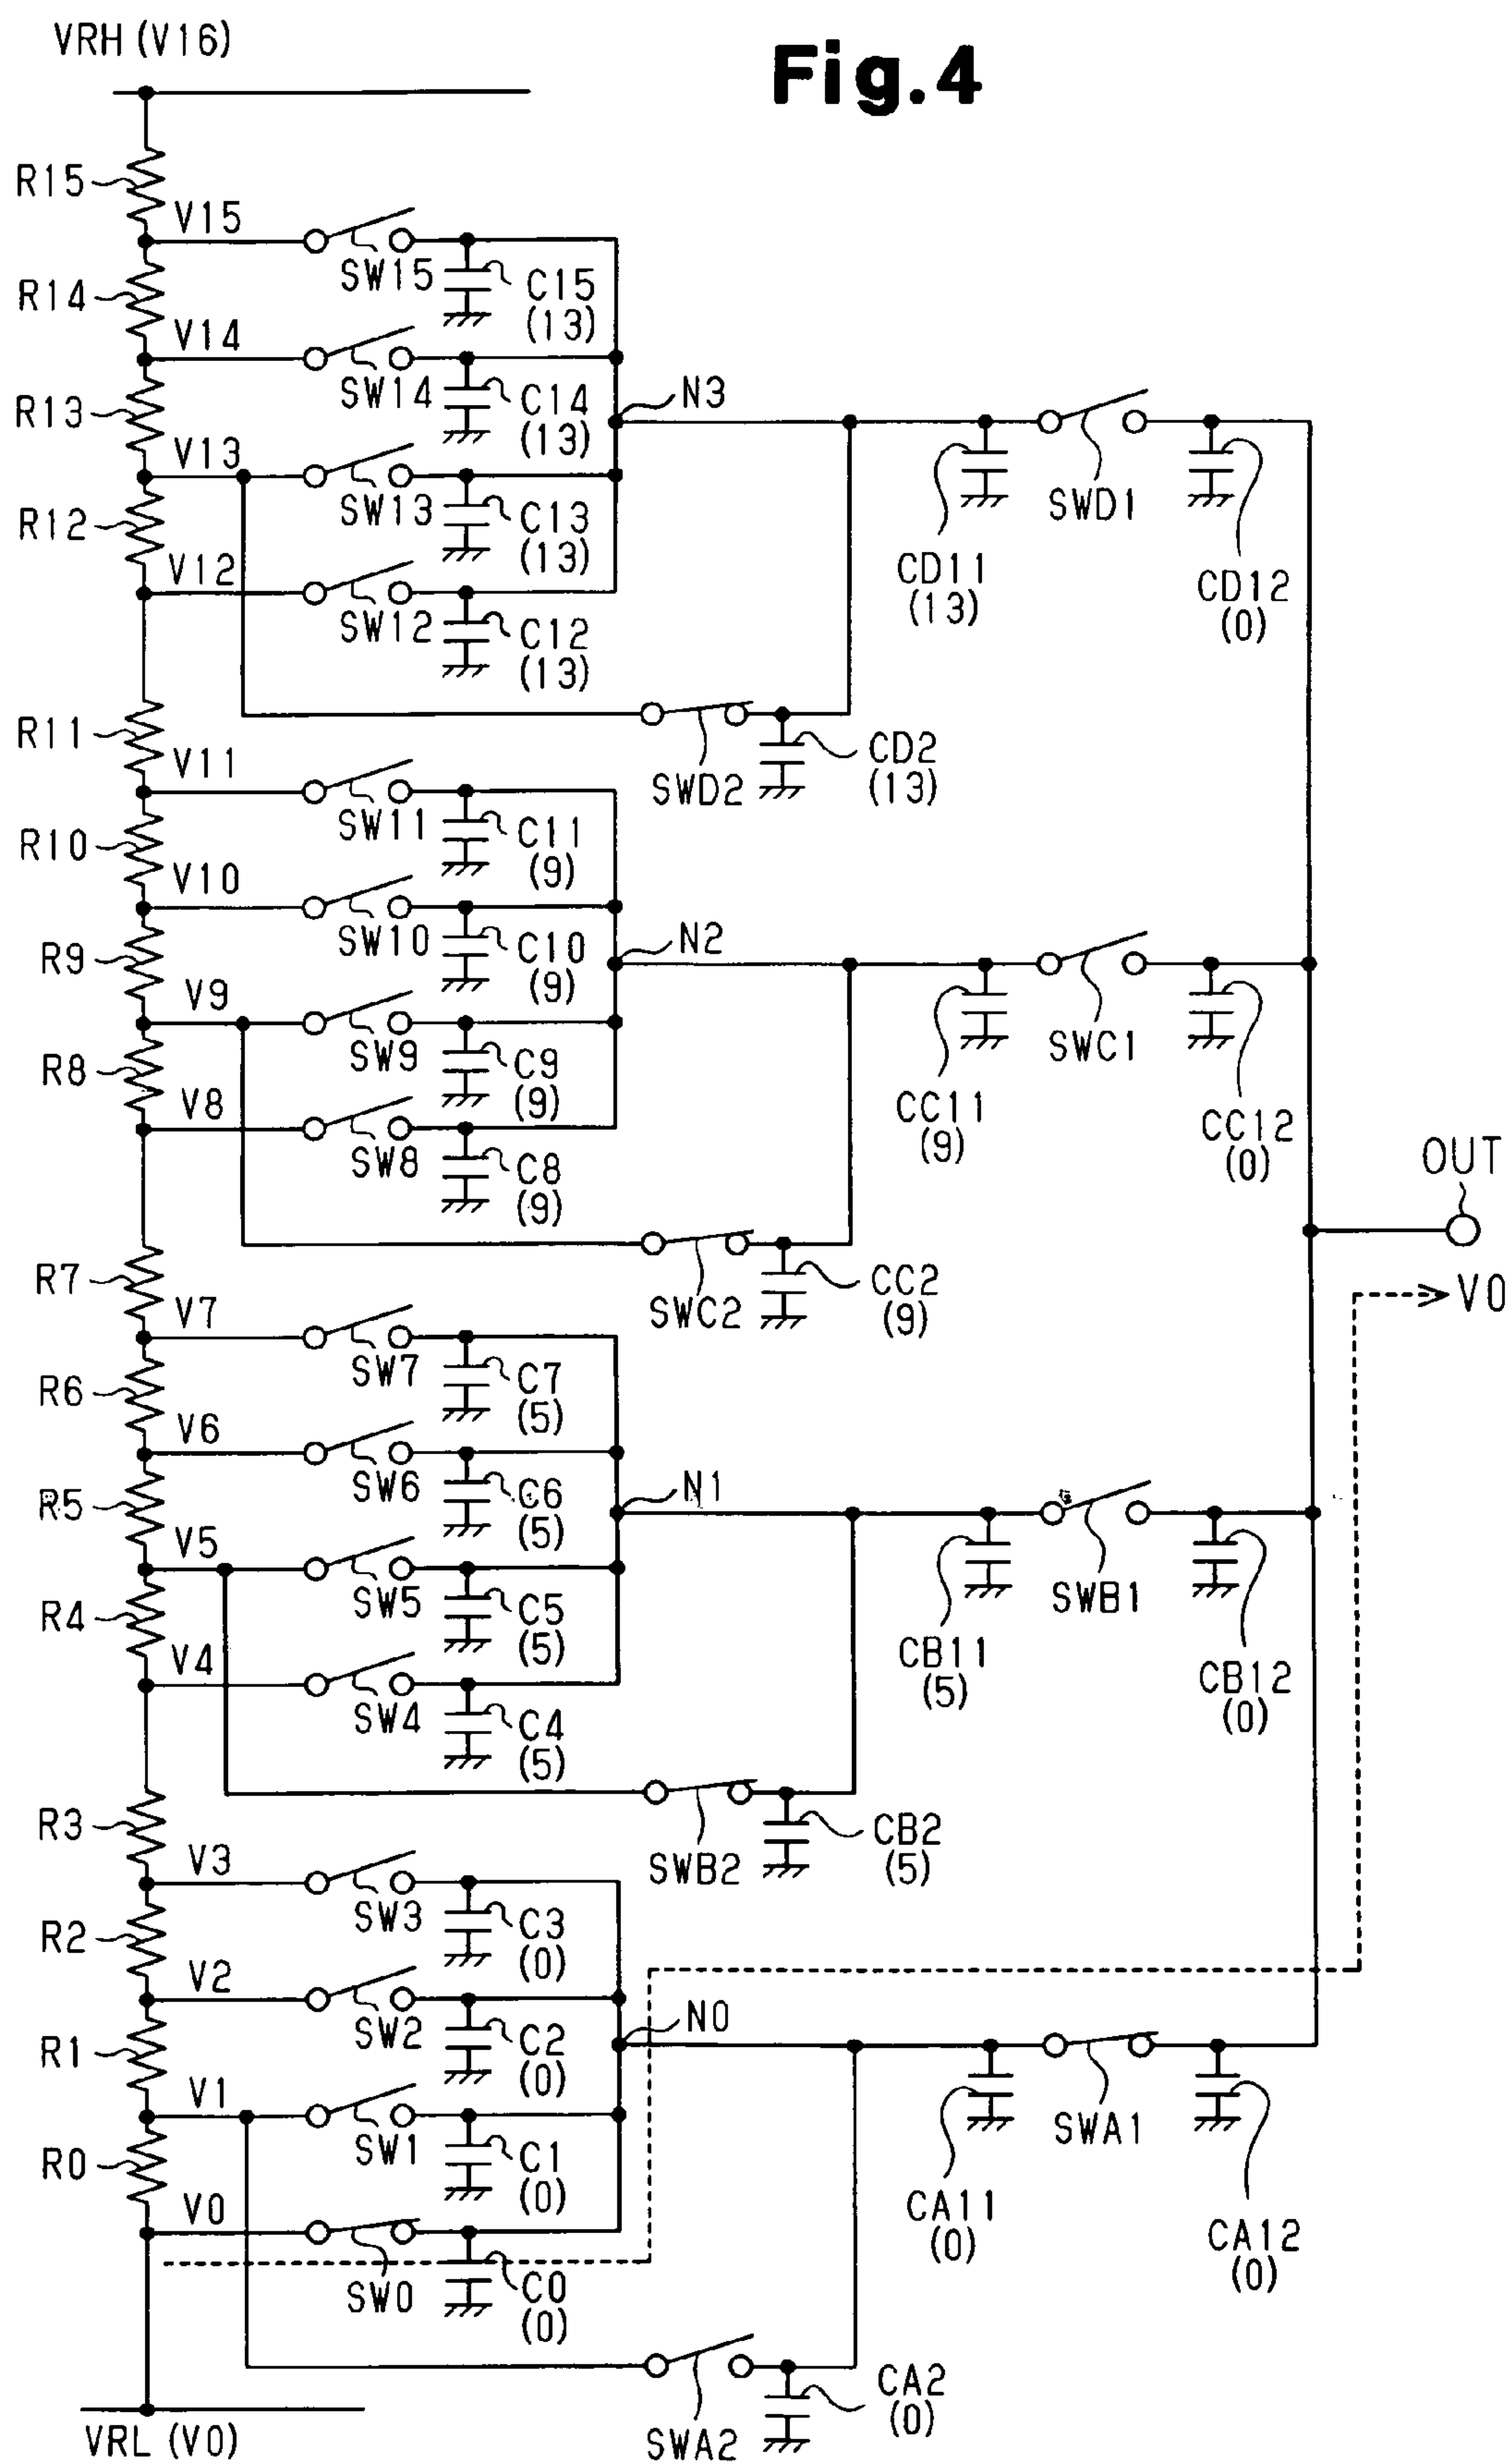 VRH (V16)
Fig.4
R15
V15
SW15
C15
(13)
R14
V14
SW14
C14
(13)
N3
R13
V13
SW13
C13
(13)
SWD1
R12
CD11
(13)
CD12
(0)
V12
SW12
C12
(13)
R11
V11
SWD2
CD2
(13)
SW11
C11
(9)
R10
V10
SW10
C10
(9)
N2
R9
V9
SW9
C9
(9)
SWC1
R8
V8
CC11
(9)
CC12
(0)
SW8
C8
(9)
OUT
R7
V7
SWC2
CC2
(9)
V0
SW7
C7
(5)
R6
V6
SW6
C6
(5)
N1
R5
V5
SW5
C5
(5)
SWB1
R4
V4
CB11
(5)
CB12
(0)
SW4
C4
(5)
R3
V3
SWB2
CB2
(5)
SW3
C3
(0)
R2
V2
SW2
C2
(0)
N0
R1
V1
SW1
C1
(0)
SWA1
R0
V0
CA11
(0)
CA12
(0)
SW0
C0
(0)
VRL (V0)
SWA2
CA2
(0)